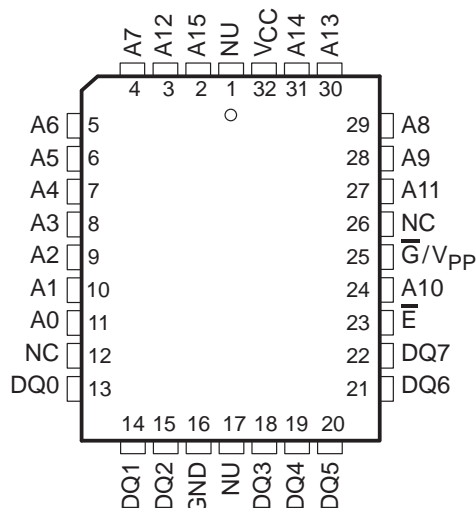 A7 A12 A15 NU VCC A14 A13
4 3 2 1 32 31 30
A6 5 29 A8
A5 6 28 A9
A4 7 27 A11
A3 8 26 NC
A2 9 25 G/VPP
A1 10 24 A10
A0 11 23 E
NC 12 22 DQ7
DQ0 13 21 DQ6
14 15 16 17 18 19 20
DQ1 DQ2 GND NU DQ3 DQ4 DQ5